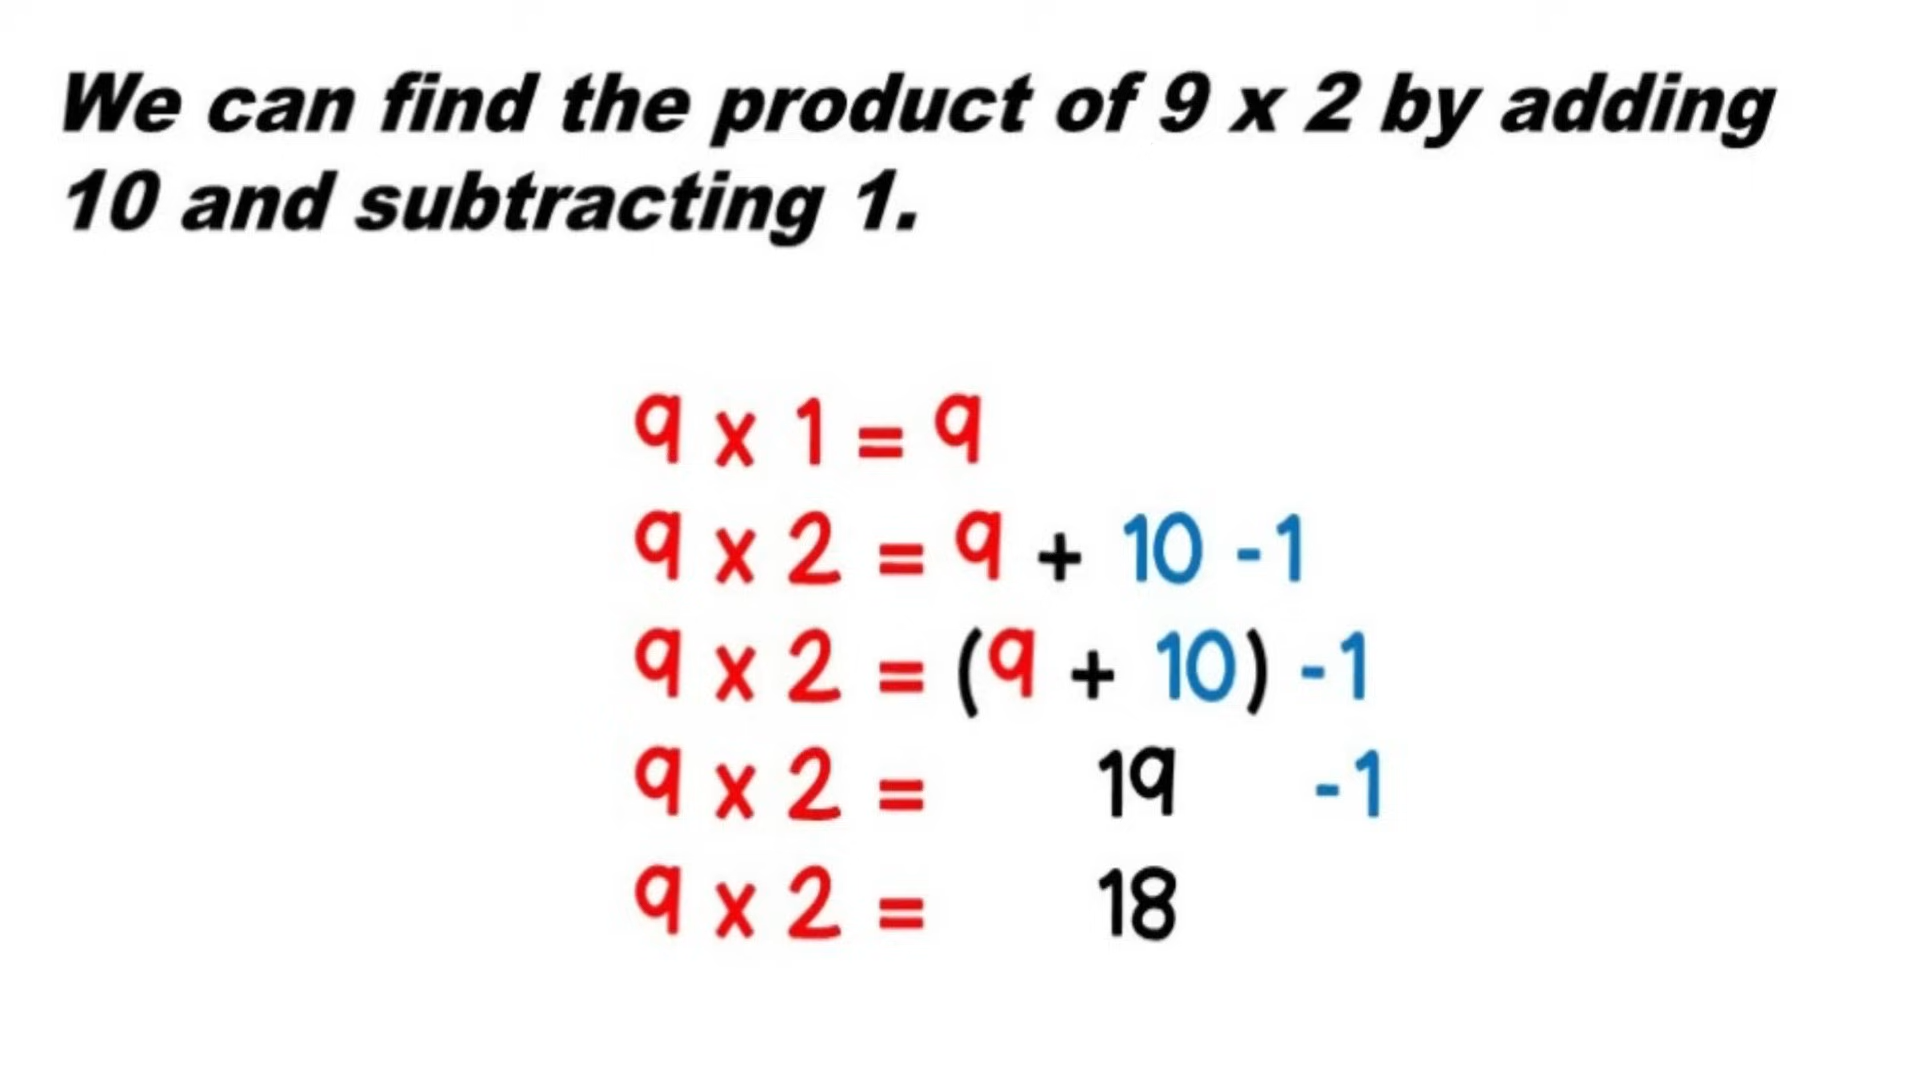 We can find the product of 9 x 2 by adding
10 and subtracting 1.
9 x 1 = 9
9 x 2 = 9 + 10 - 1
9 x 2 = (9 + 10) - 1
9 x 2 = 19 - 1
9 x 2 = 18